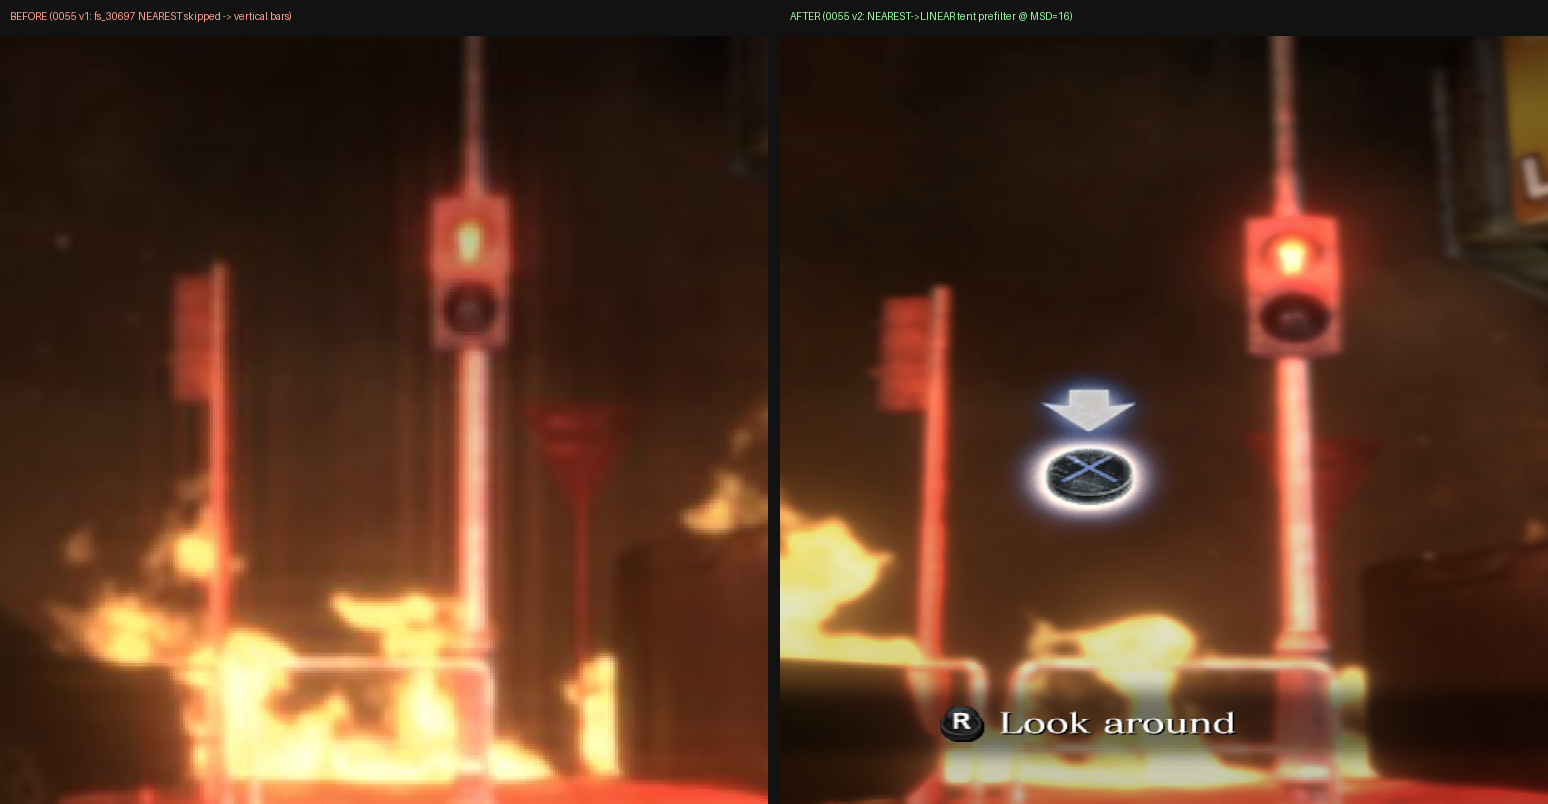 BEFORE (0055 v1: fs_30697 NEAREST skipped -> vertical bars)
AFTER (0055 v2: NEAREST->LINEAR tent prefilter @ MSD=16)
L
R Look around